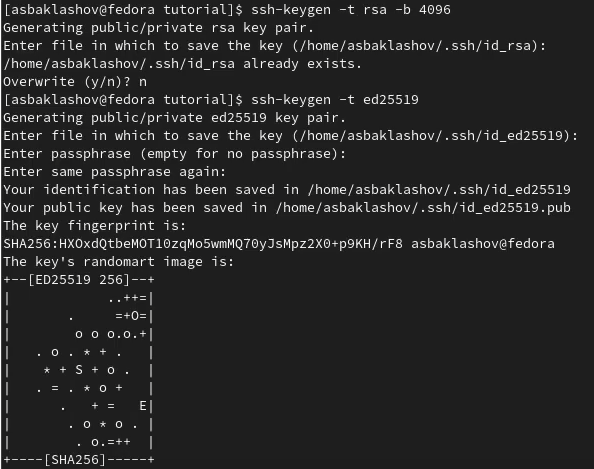 [asbaklashov@fedora tutorial]$ ssh-keygen -t rsa -b 4096
Generating public/private rsa key pair.
Enter file in which to save the key (/home/asbaklashov/.ssh/id_rsa):
/home/asbaklashov/.ssh/id_rsa already exists.
Overwrite (y/n)? n
[asbaklashov@fedora tutorial]$ ssh-keygen -t ed25519
Generating public/private ed25519 key pair.
Enter file in which to save the key (/home/asbaklashov/.ssh/id_ed25519):
Enter passphrase (empty for no passphrase):
Enter same passphrase again:
Your identification has been saved in /home/asbaklashov/.ssh/id_ed25519
Your public key has been saved in /home/asbaklashov/.ssh/id_ed25519.pub
The key fingerprint is:
SHA256:HXOxdQtbeMOT10zqMo5wmMQ70yJsMpz2X0+p9KH/rF8 asbaklashov@fedora
The key's randomart image is:
+--[ED25519 256]--+
|            ..++=|
|       .     =+O=|
|        o o o.o.+|
|   . o . * + .   |
|    * + S + o .  |
|   . = . * o +   |
|      .   + =   E|
|       . o * o . |
|        . o.=++  |
+----[SHA256]-----+